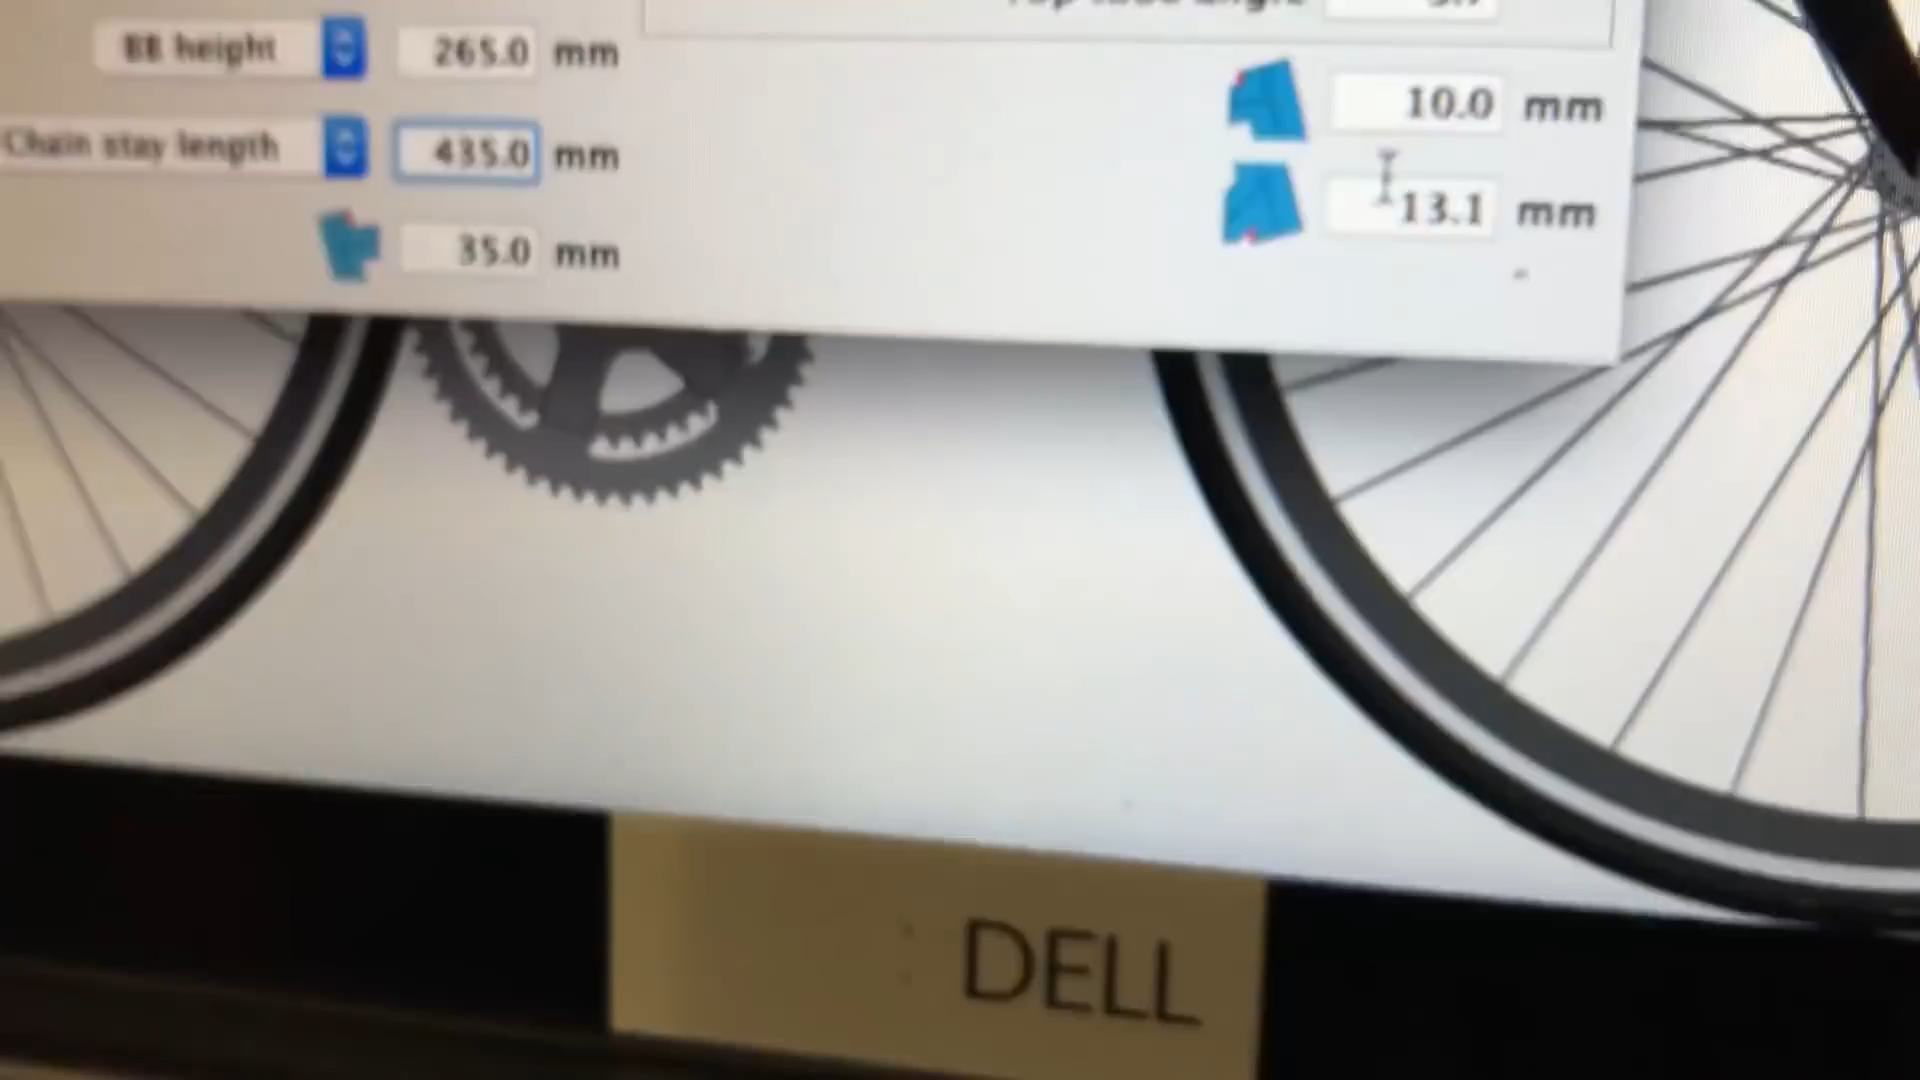 BB height 265.0 mm
Chain stay length 435.0 mm
35.0 mm
10.0 mm
13.1 mm
DELL